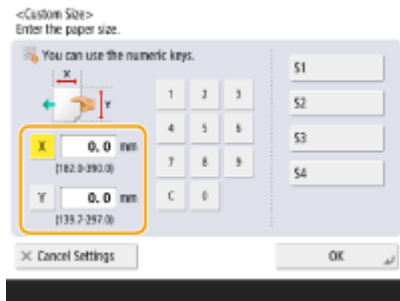 <Custom Size>
Enter the paper size.
You can use the numeric keys.
X
Y
X 0.0 mm
(182.0-390.0)
Y 0.0 mm
(139.7-297.0)
1 2 3
4 5 6
7 8 9
C 0
S1
S2
S3
S4
× Cancel Settings
OK